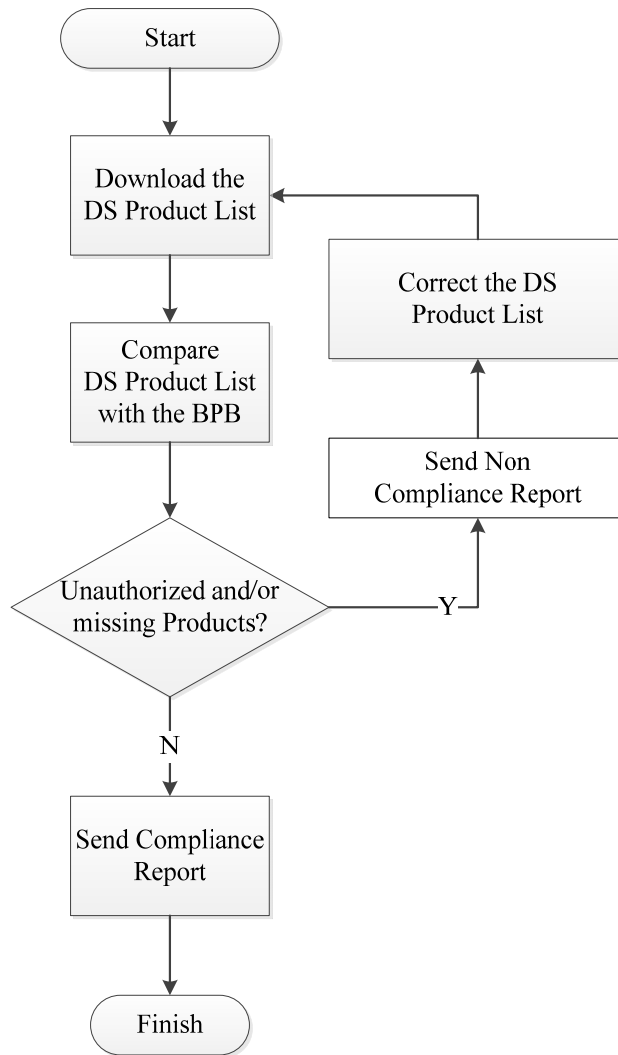 Start
Download the
DS Product List
Compare
DS Product List
with the BPB
Unauthorized and/or
missing Products?
Y
Send Non
Compliance Report
Correct the DS
Product List
N
Send Compliance
Report
Finish